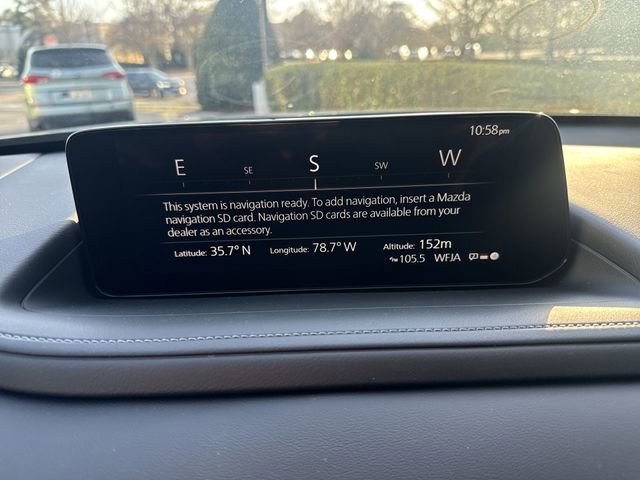 10:58pm
E SE S SW W
This system is navigation ready. To add navigation, insert a Mazda
navigation SD card. Navigation SD cards are available from your
dealer as an accessory.
Latitude: 35.7° N Longitude: 78.7° W Altitude: 152m
105.5 WFJA